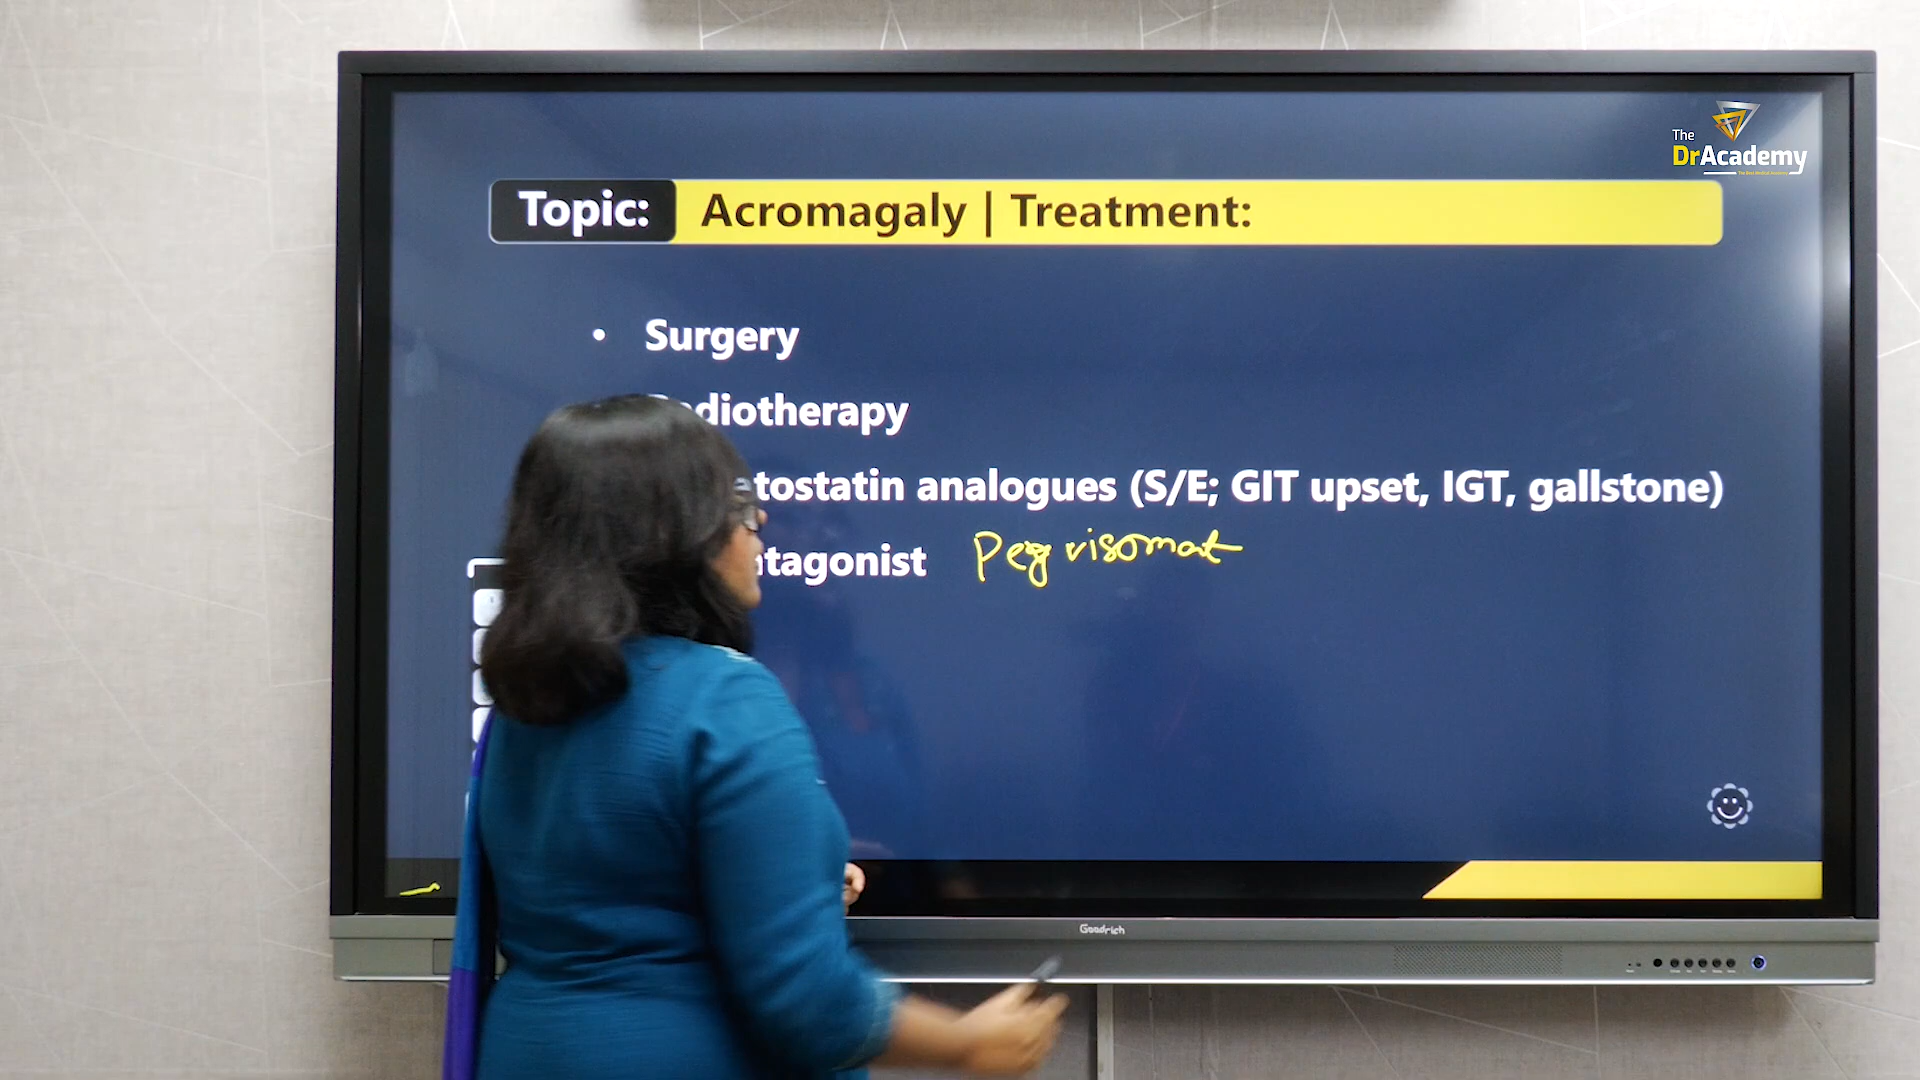 The
DrAcademy
Topic: Acromagaly | Treatment:
• Surgery
diotherapy
tostatin analogues (S/E; GIT upset, IGT, gallstone)
tagonist Peg visomat
Goodrich